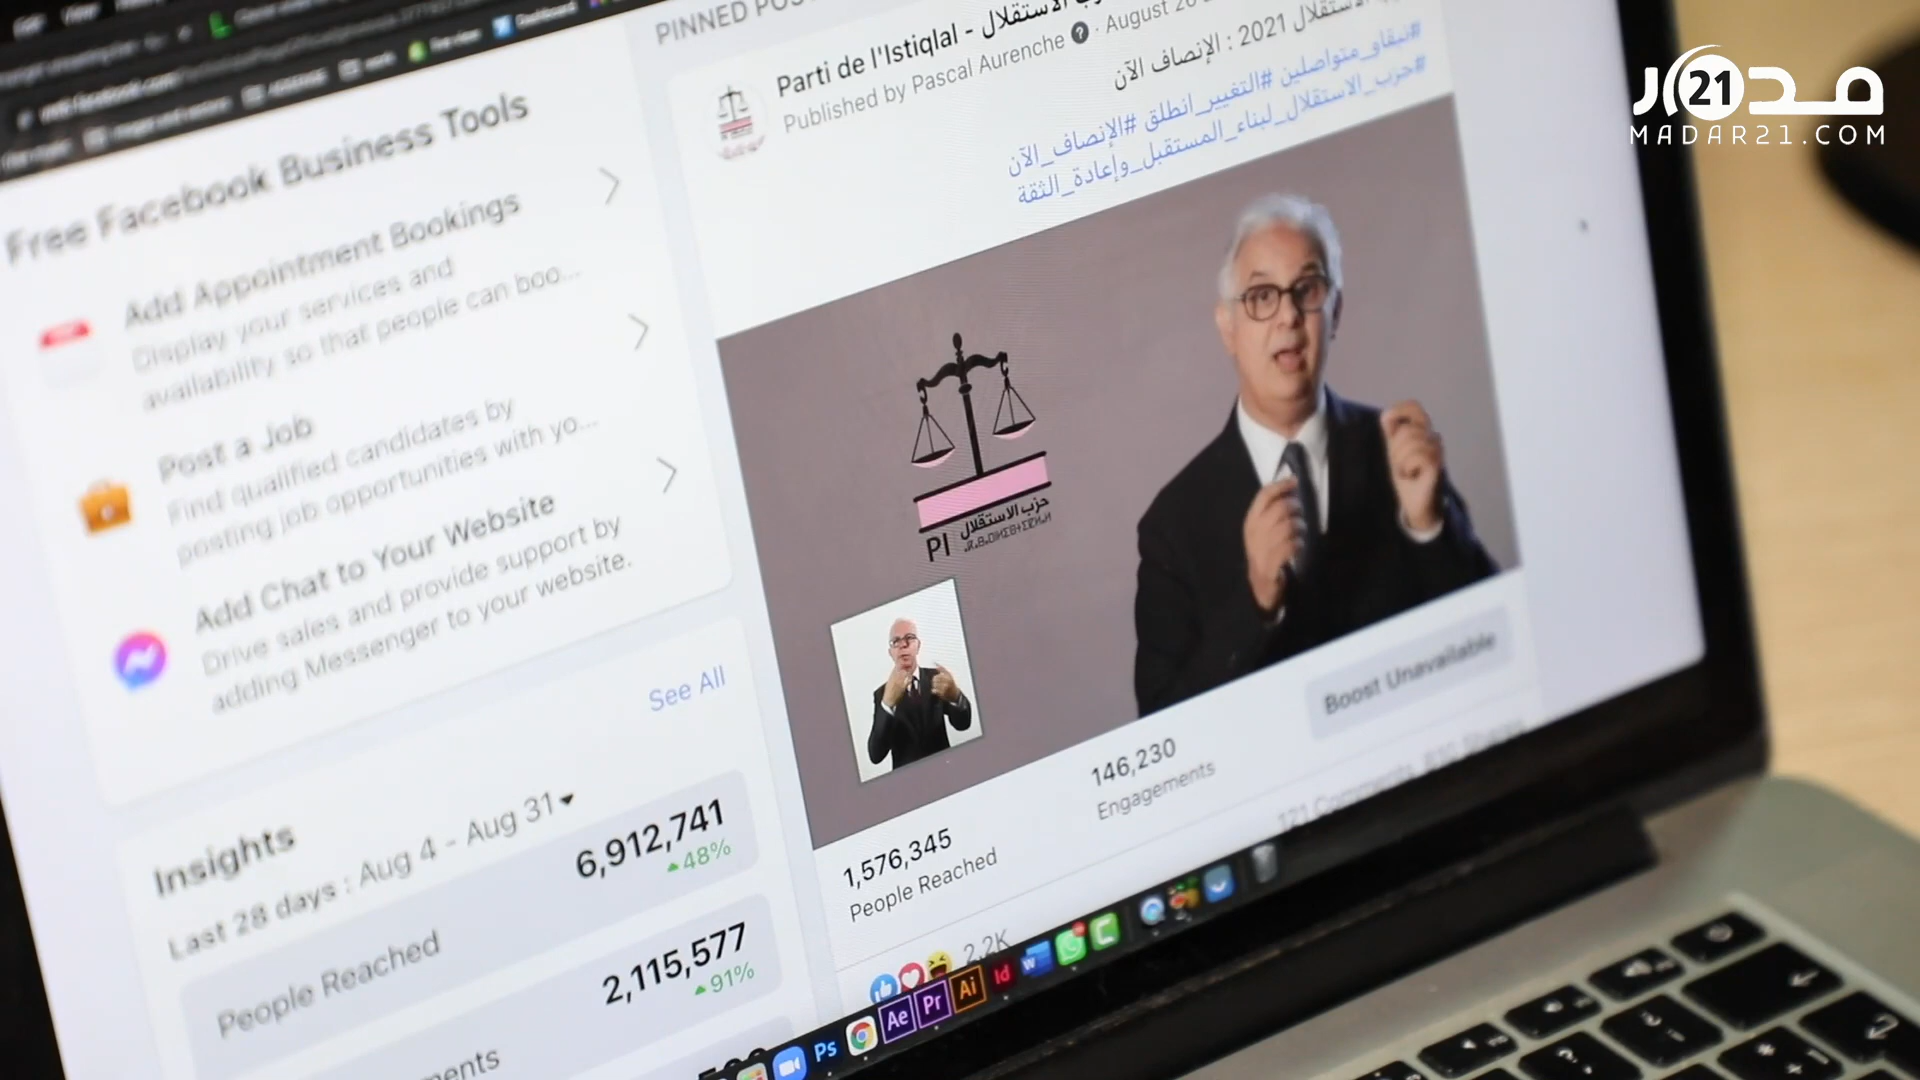 مدار 21
MADAR21.COM
Free Facebook Business Tools
Add Appointment Bookings
Display your services and
availability so that people can boo...
Post a Job
Find qualified candidates by
posting job opportunities with yo...
Add Chat to Your Website
Drive sales and provide support by
adding Messenger to your website.
See All
Insights
Last 28 days : Aug 4 - Aug 31
People Reached
6,912,741
48%
2,115,577
91%
PINNED
Parti de l'Istiqlal -
Published by Pascal Aurenche · August
الاستقلال 2021 : الإنصاف الآن
#نبقاو_متواصلين #التغيير_انطلق #الإنصاف_الآن
#حزب_الاستقلال_لبناء_المستقبل_وإعادة_الثقة
PI
حزب الاستقلال
Boost Unavailable
1,576,345
People Reached
146,230
Engagements
121 Comments
2.2K
Ps
Ae
Pr
Ai
Id